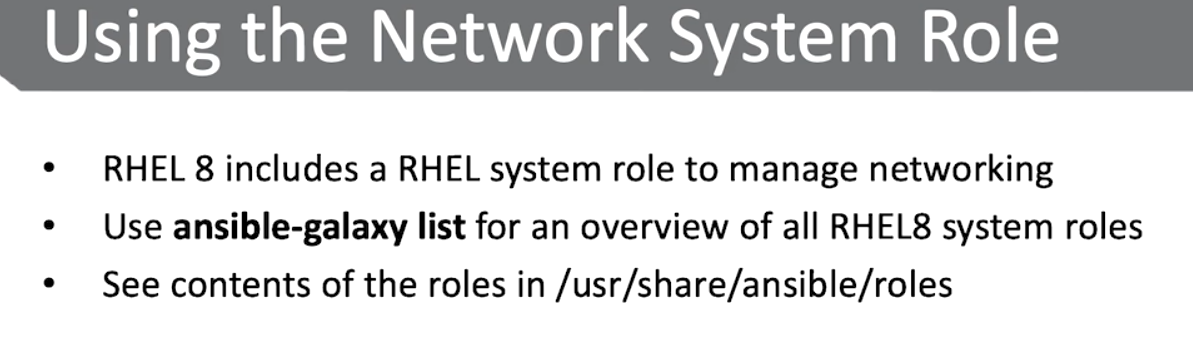 Using the Network System Role
• RHEL 8 includes a RHEL system role to manage networking
• Use ansible-galaxy list for an overview of all RHEL8 system roles
• See contents of the roles in /usr/share/ansible/roles